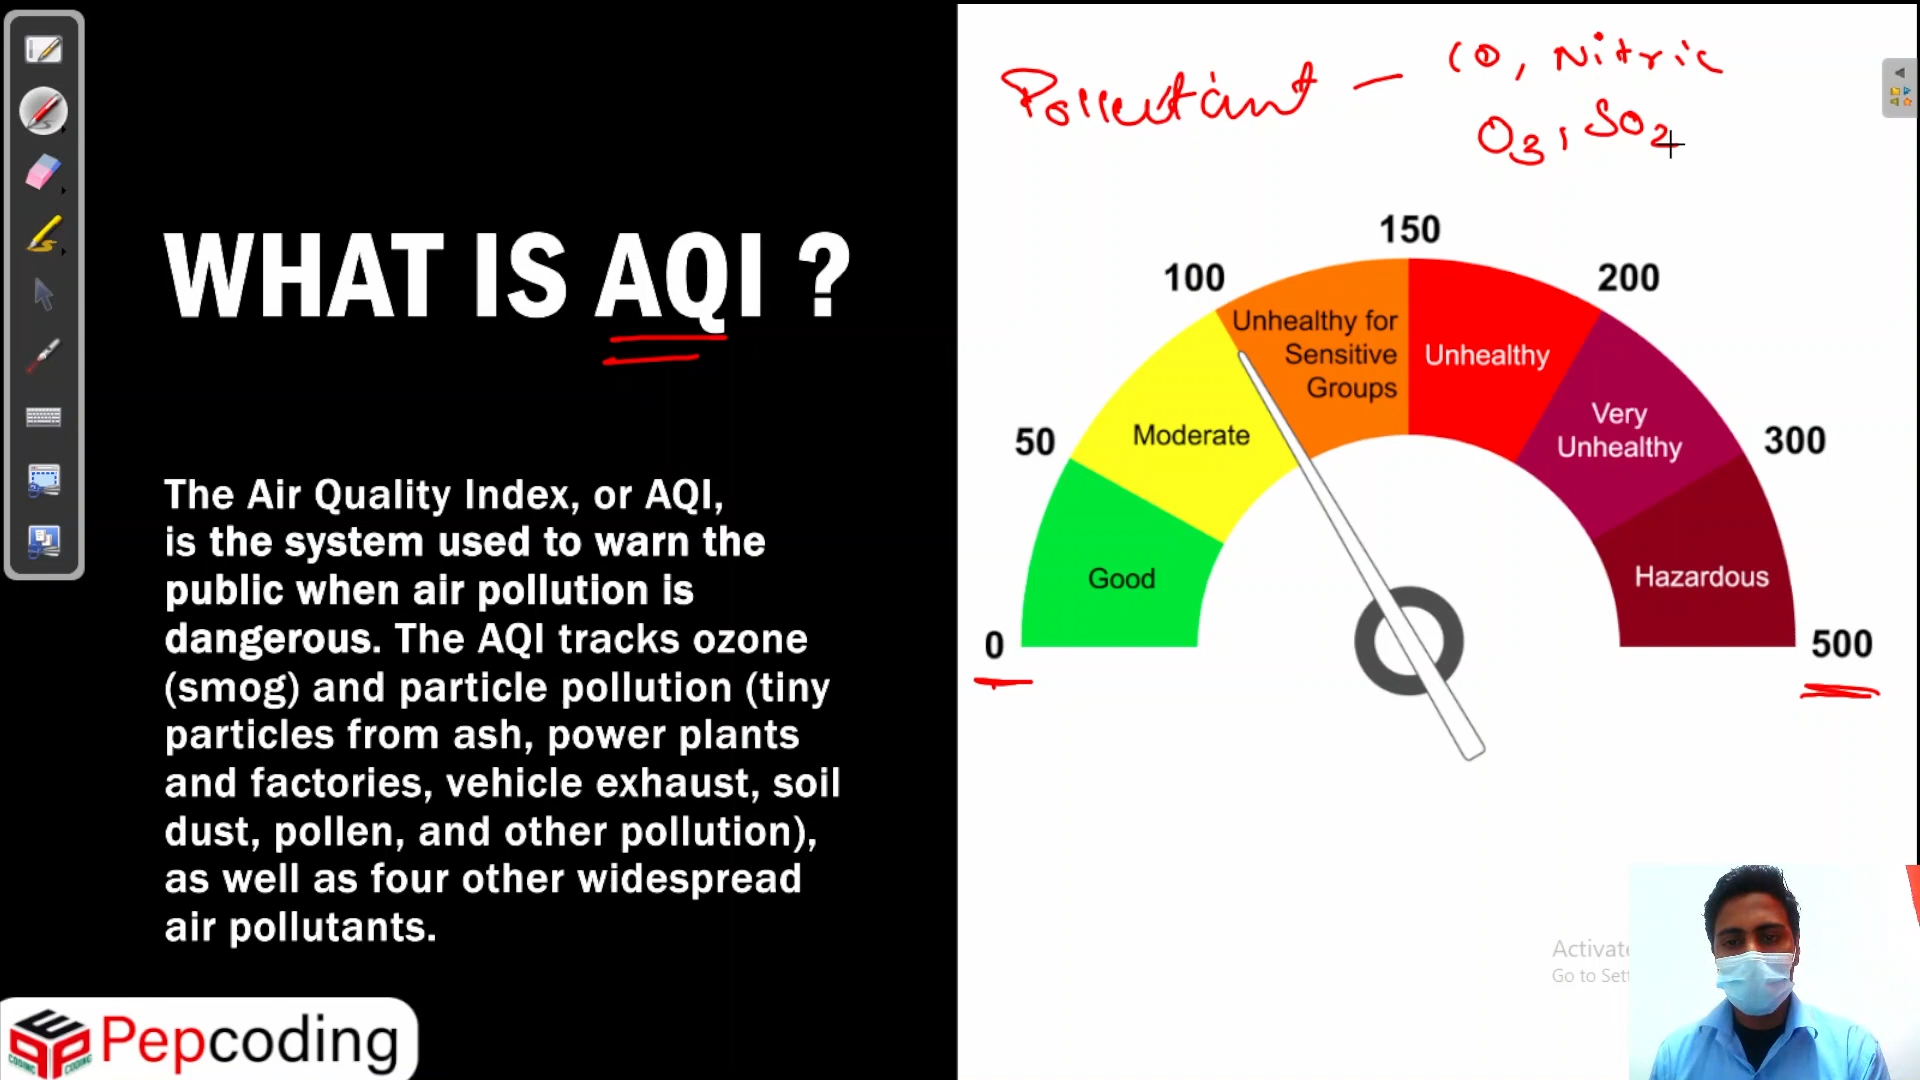 WHAT IS AQI ?
The Air Quality Index, or AQI,
is the system used to warn the
public when air pollution is
dangerous. The AQI tracks ozone
(smog) and particle pollution (tiny
particles from ash, power plants
and factories, vehicle exhaust, soil
dust, pollen, and other pollution),
as well as four other widespread
air pollutants.
Pepcoding
Pollutant — CO, Nitric
O3, SO2
0
50
100
150
200
300
500
Good
Moderate
Unhealthy for
Sensitive
Groups
Unhealthy
Very
Unhealthy
Hazardous
Activate
Go to Sett